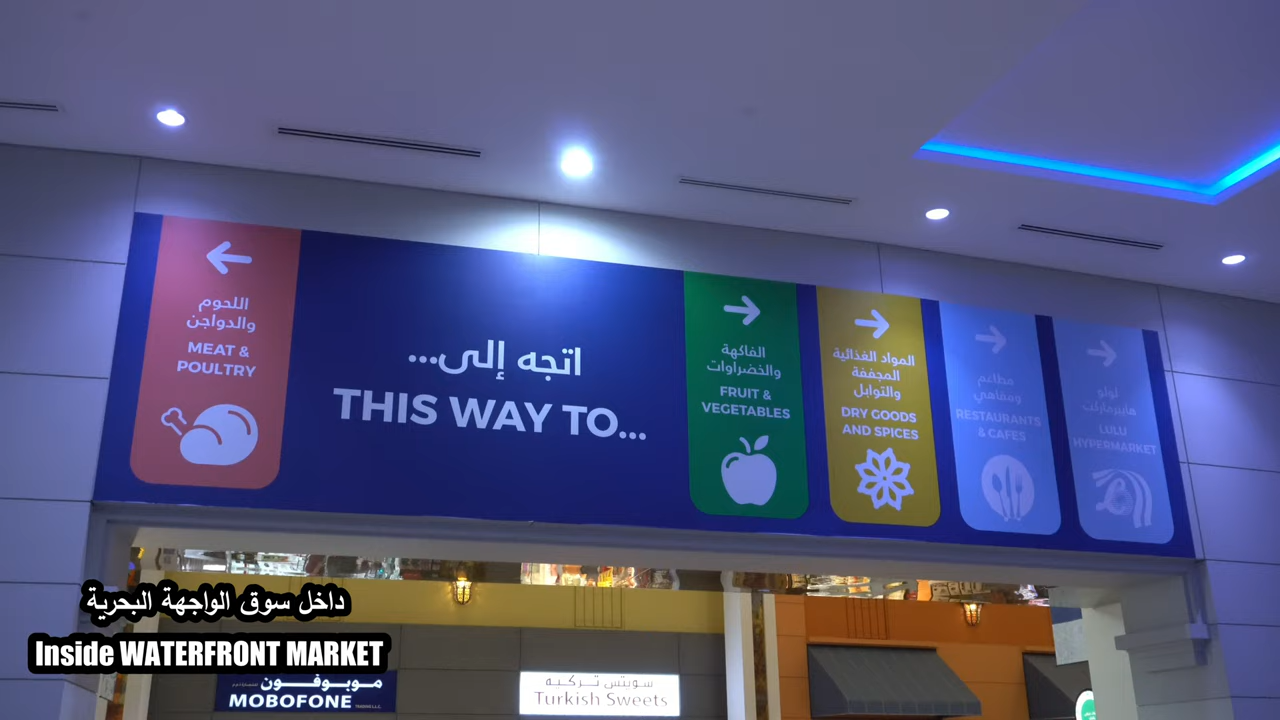 اللحوم
والدواجن
MEAT &
POULTRY
اتجه إلى...
THIS WAY TO...
الفاكهة
والخضراوات
FRUIT &
VEGETABLES
المواد الغذائية
المجففة
والتوابل
DRY GOODS
AND SPICES
مطاعم
ومقاهي
RESTAURANTS
& CAFES
لولو
هايبرماركت
LULU
HYPERMARKET
داخل سوق الواجهة البحرية
Inside WATERFRONT MARKET
موبوفون
MOBOFONE
سويتس تركيه
Turkish Sweets